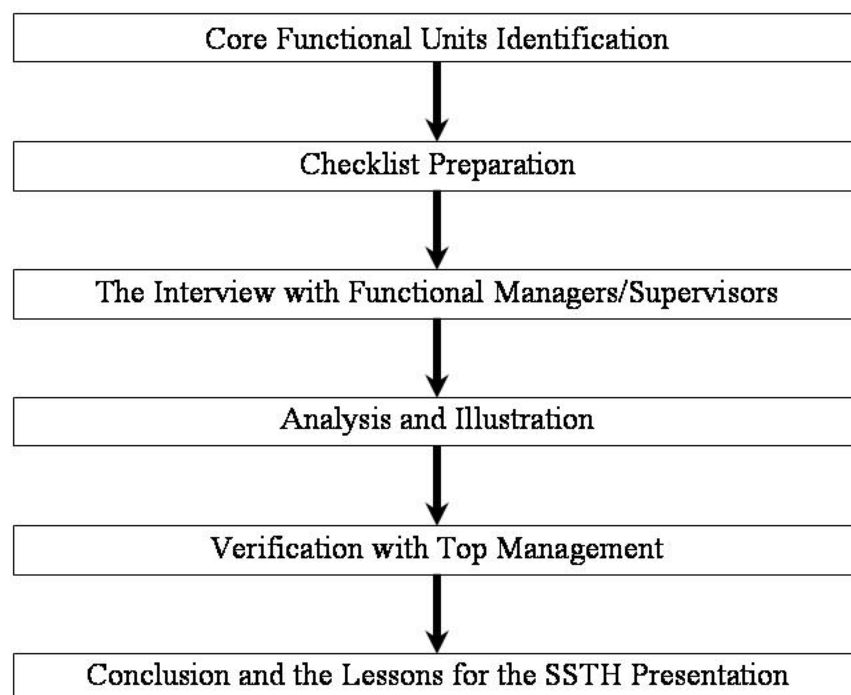 Core Functional Units Identification
Checklist Preparation
The Interview with Functional Managers/Supervisors
Analysis and Illustration
Verification with Top Management
Conclusion and the Lessons for the SSTH Presentation